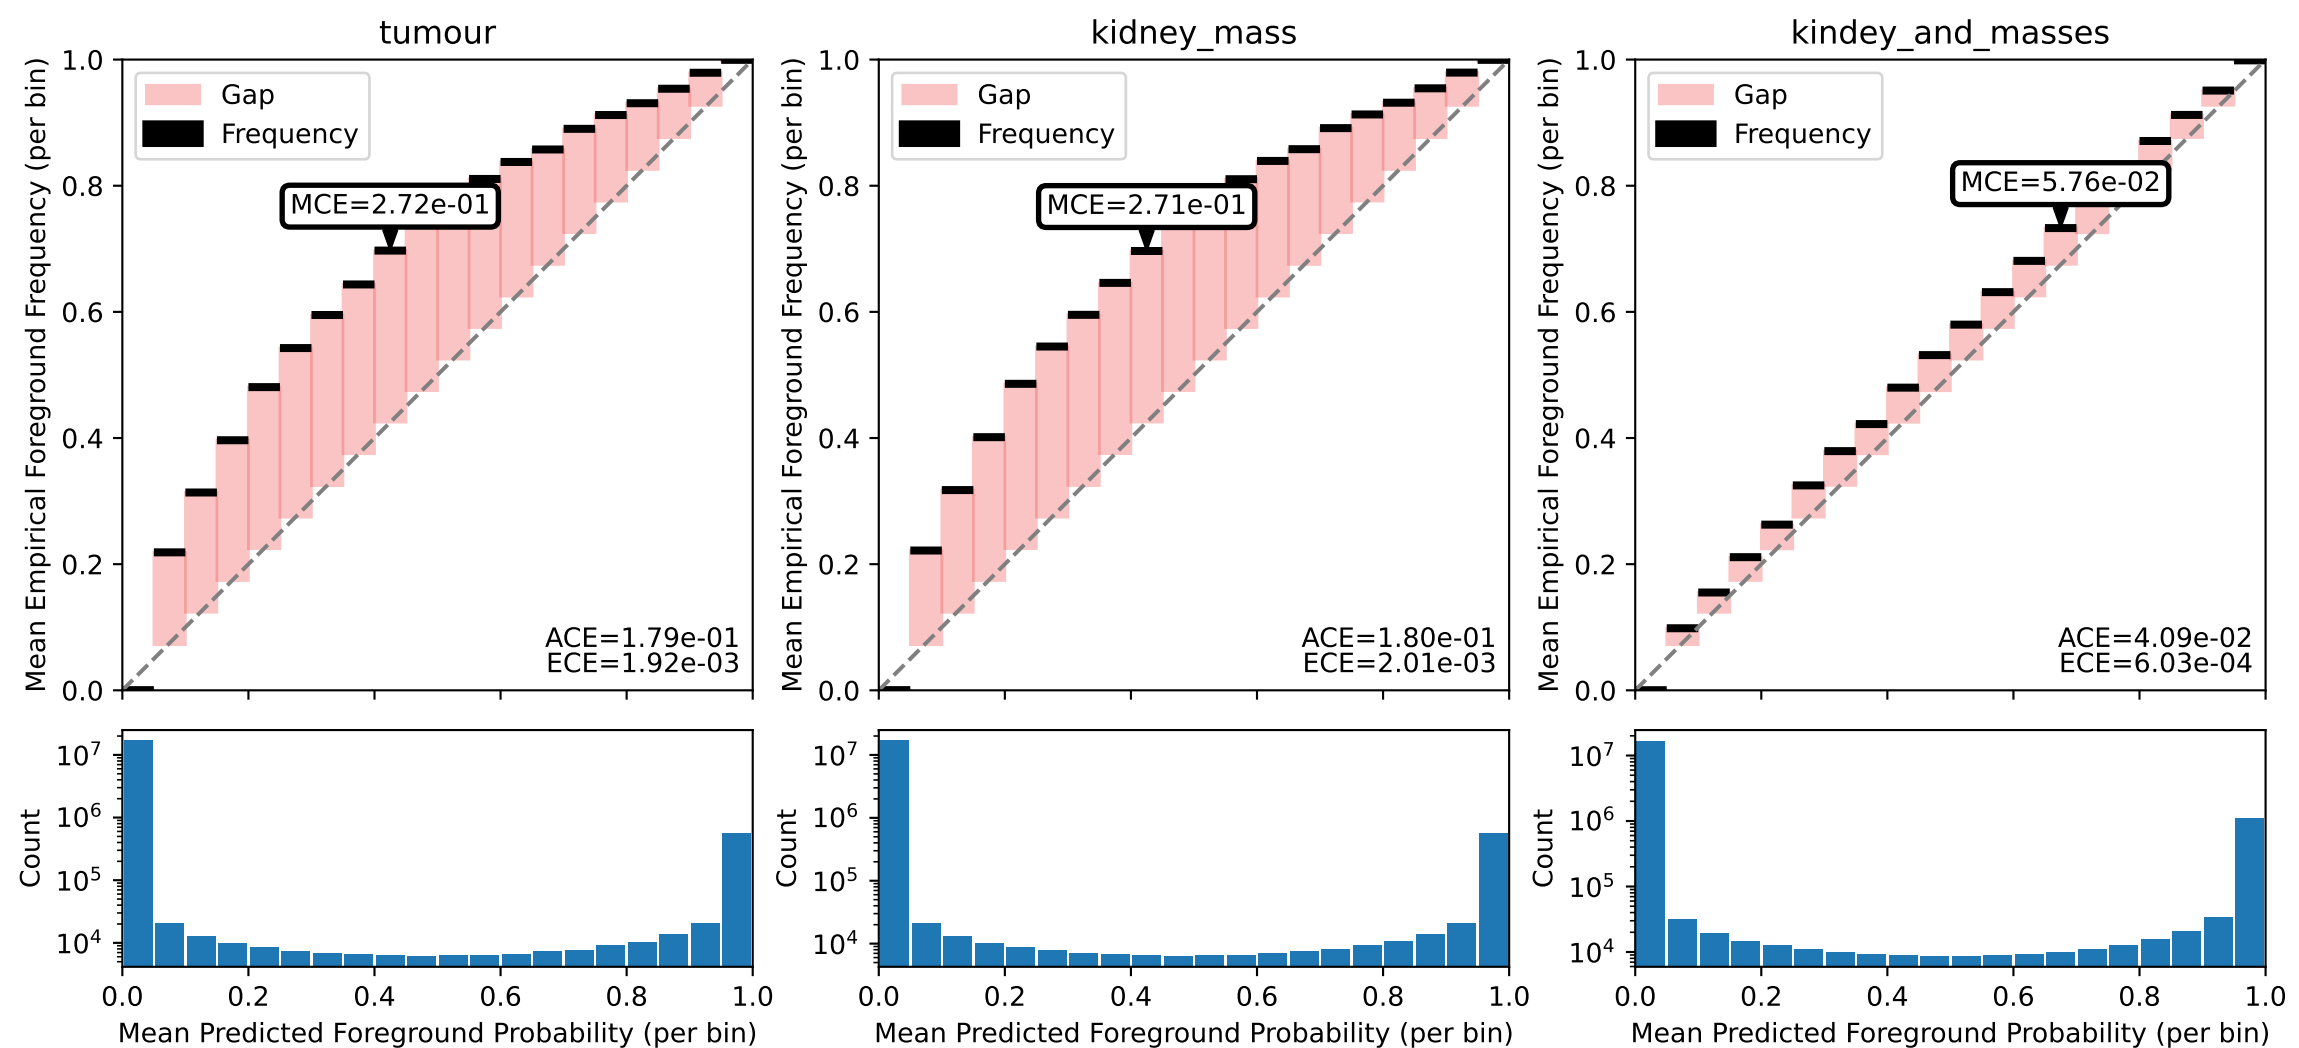 tumour
Mean Empirical Foreground Frequency (per bin)
1.0
0.8
0.6
0.4
0.2
0.0
Gap
Frequency
MCE=2.72e-01
ACE=1.79e-01
ECE=1.92e-03
Count
10⁷
10⁶
10⁵
10⁴
0.0 0.2 0.4 0.6 0.8 1.0
Mean Predicted Foreground Probability (per bin)
kidney_mass
Mean Empirical Foreground Frequency (per bin)
1.0
0.8
0.6
0.4
0.2
0.0
Gap
Frequency
MCE=2.71e-01
ACE=1.80e-01
ECE=2.01e-03
Count
10⁷
10⁶
10⁵
10⁴
0.0 0.2 0.4 0.6 0.8 1.0
Mean Predicted Foreground Probability (per bin)
kindey_and_masses
Mean Empirical Foreground Frequency (per bin)
1.0
0.8
0.6
0.4
0.2
0.0
Gap
Frequency
MCE=5.76e-02
ACE=4.09e-02
ECE=6.03e-04
Count
10⁷
10⁶
10⁵
10⁴
0.0 0.2 0.4 0.6 0.8 1.0
Mean Predicted Foreground Probability (per bin)